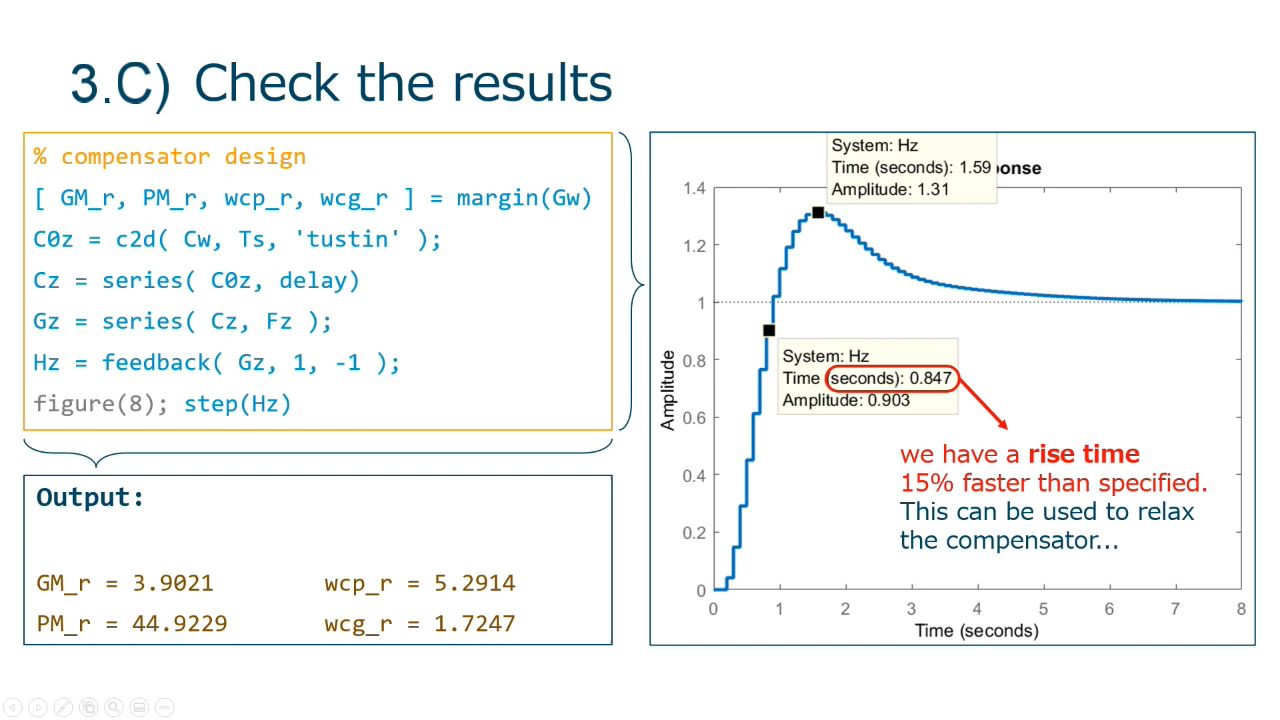 3.C) Check the results
% compensator design
[ GM_r, PM_r, wcp_r, wcg_r ] = margin(Gw)
C0z = c2d( Cw, Ts, 'tustin' );
Cz = series( C0z, delay)
Gz = series( Cz, Fz );
Hz = feedback( Gz, 1, -1 );
figure(8); step(Hz)
Output:
GM_r = 3.9021 wcp_r = 5.2914
PM_r = 44.9229 wcg_r = 1.7247
System: Hz
Time (seconds): 1.59
Amplitude: 1.31
ponse
1.4
1.2
1
0.8
0.6
0.4
0.2
0
Amplitude
System: Hz
Time (seconds): 0.847
Amplitude: 0.903
we have a rise time
15% faster than specified.
This can be used to relax
the compensator...
0 1 2 3 4 5 6 7 8
Time (seconds)